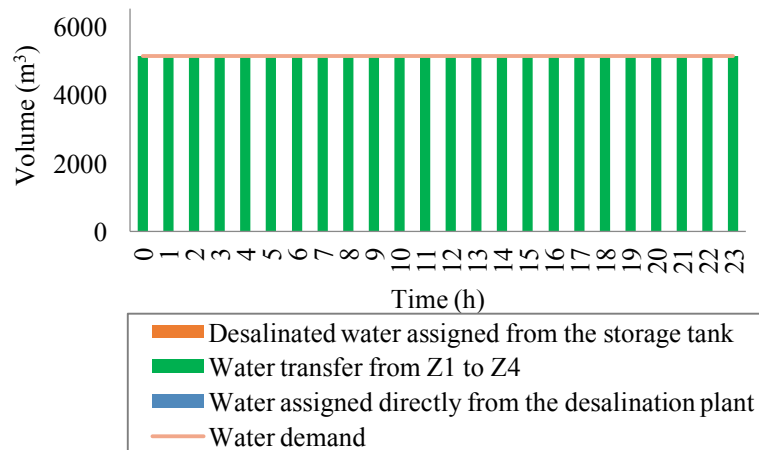 6000
4000
2000
0
Volume (m³)
0 1 2 3 4 5 6 7 8 9 10 11 12 13 14 15 16 17 18 19 20 21 22 23
Time (h)
Desalinated water assigned from the storage tank
Water transfer from Z1 to Z4
Water assigned directly from the desalination plant
Water demand